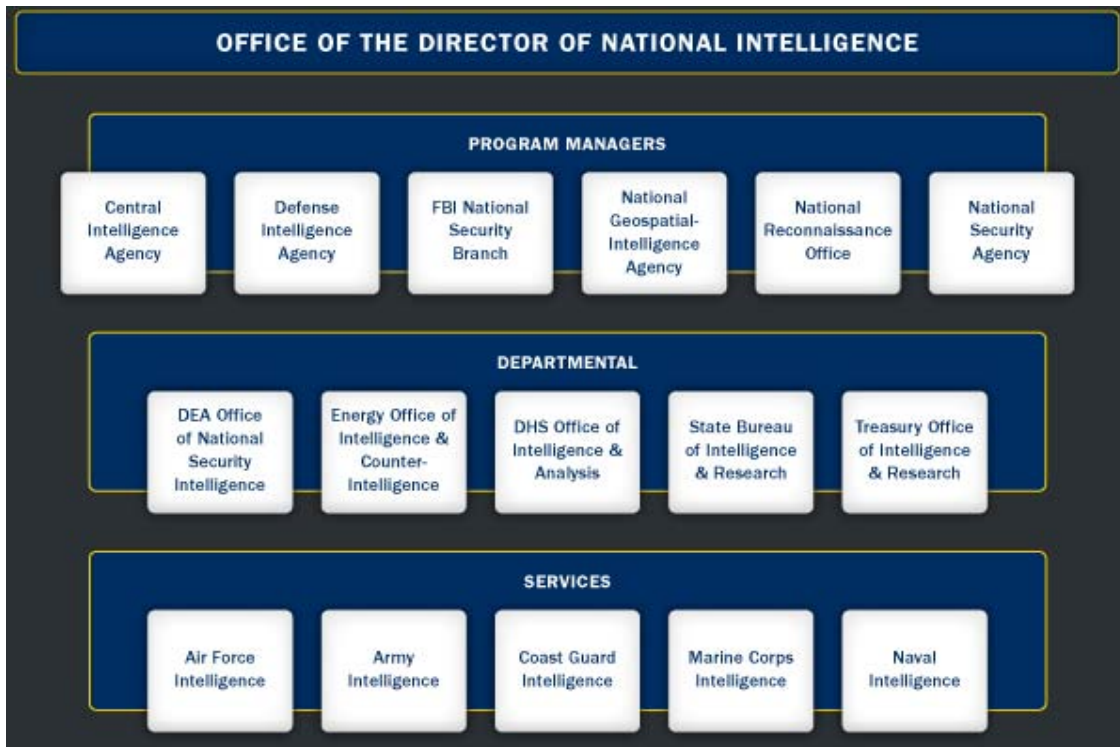 OFFICE OF THE DIRECTOR OF NATIONAL INTELLIGENCE
PROGRAM MANAGERS
Central
Intelligence
Agency
Defense
Intelligence
Agency
FBI National
Security
Branch
National
Geospatial-
Intelligence
Agency
National
Reconnaissance
Office
National
Security
Agency
DEPARTMENTAL
DEA Office
of National
Security
Intelligence
Energy Office of
Intelligence &
Counter-
Intelligence
DHS Office of
Intelligence &
Analysis
State Bureau
of Intelligence
& Research
Treasury Office
of Intelligence
& Research
SERVICES
Air Force
Intelligence
Army
Intelligence
Coast Guard
Intelligence
Marine Corps
Intelligence
Naval
Intelligence